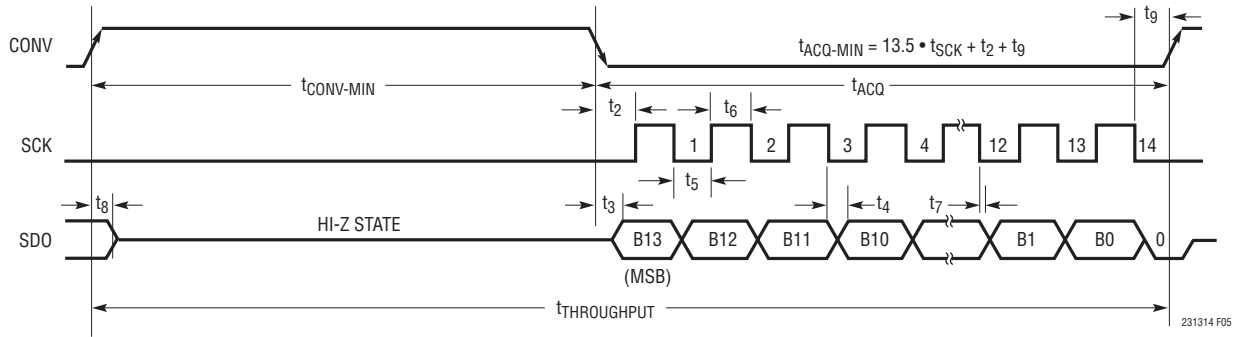 t9
CONV
tACQ-MIN = 13.5 • tSCK + t2 + t9
tCONV-MIN
tACQ
t2
t6
SCK
1
2
3
4
12
13
14
t8
t5
t3
t4
t7
SDO
HI-Z STATE
B13
B12
B11
B10
B1
B0
0
(MSB)
tTHROUGHPUT
231314 F05